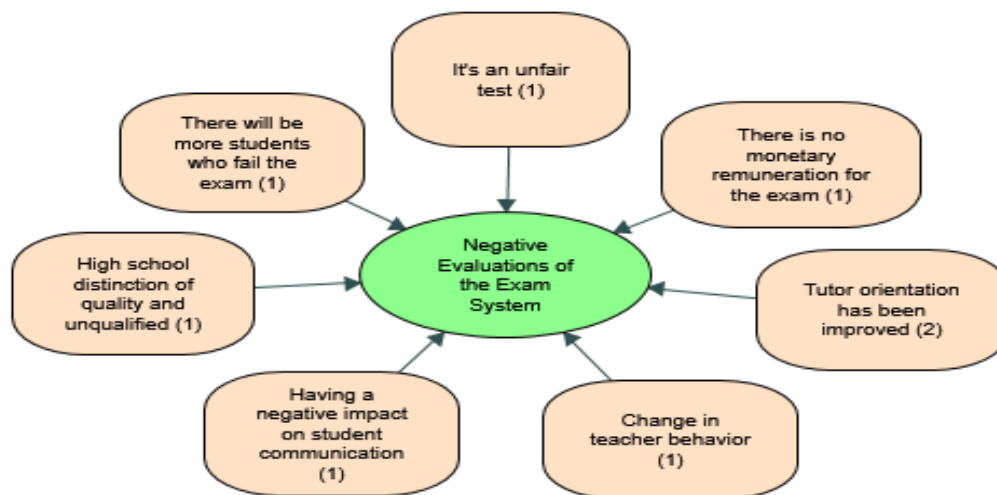 It's an unfair
test (1)
There will be
more students
who fail the
exam (1)
There is no
monetary
remuneration for
the exam (1)
Negative
Evaluations of
the Exam
System
High school
distinction of
quality and
unqualified (1)
Tutor orientation
has been
improved (2)
Having a
negative impact
on student
communication
(1)
Change in
teacher behavior
(1)